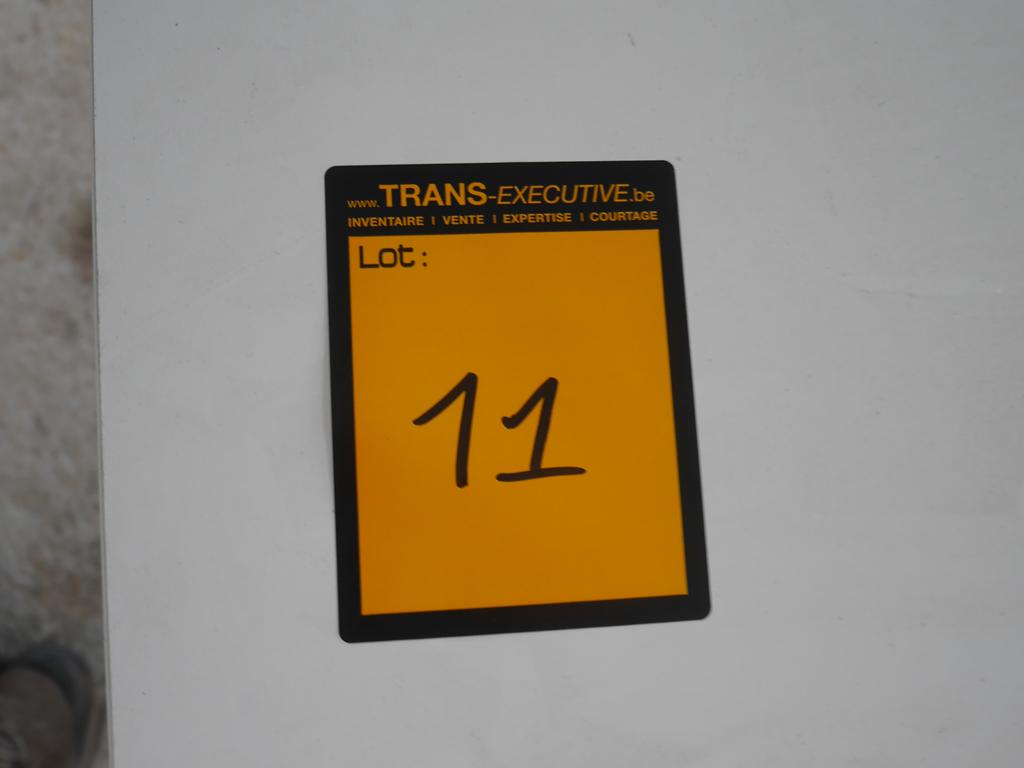 www.TRANS-EXECUTIVE.be
INVENTAIRE I VENTE I EXPERTISE I COURTAGE
Lot:
11